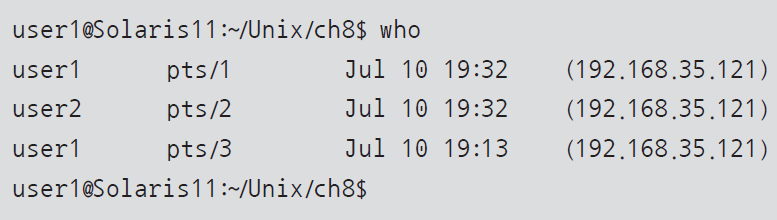 user1@Solaris11:~/Unix/ch8$ who
user1 pts/1 Jul 10 19:32 (192.168.35.121)
user2 pts/2 Jul 10 19:32 (192.168.35.121)
user1 pts/3 Jul 10 19:13 (192.168.35.121)
user1@Solaris11:~/Unix/ch8$